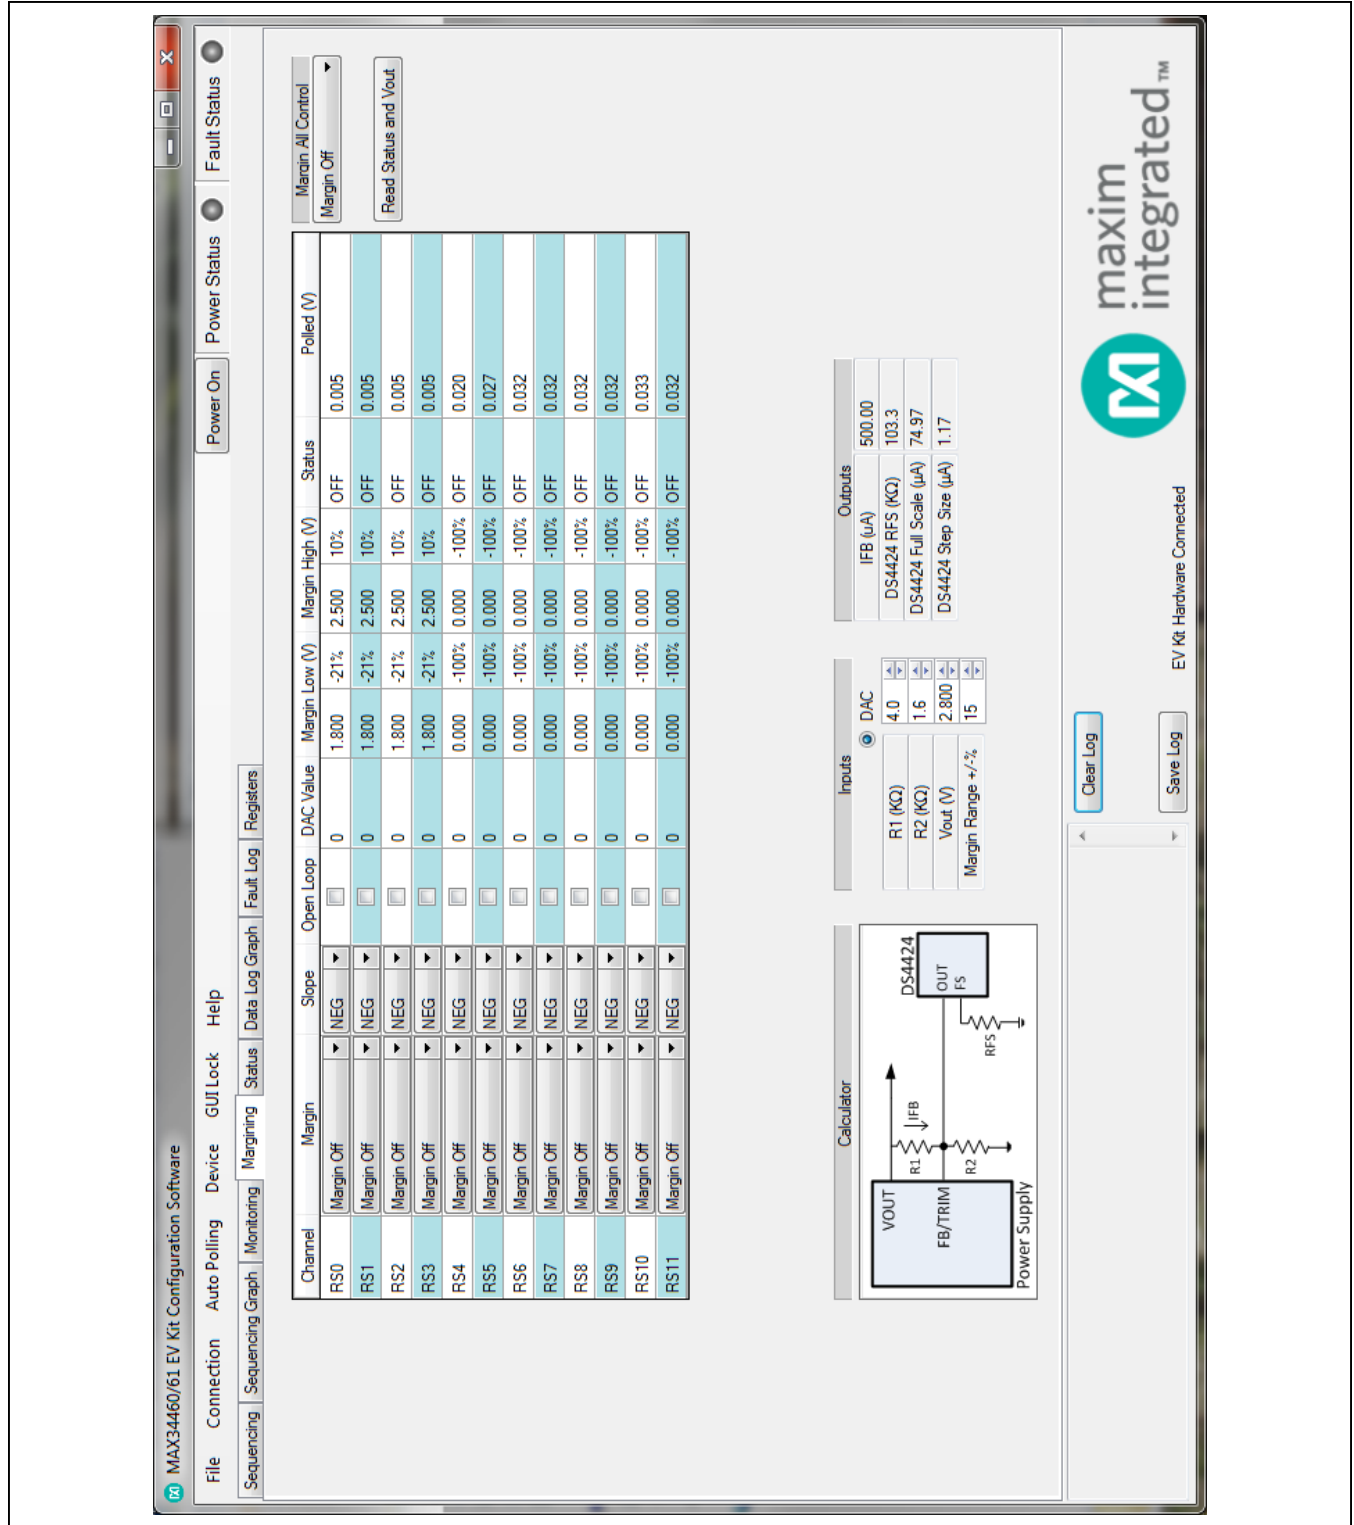 MAX34460/61 EV Kit Configuration Software
File Connection Auto Polling Device GUI Lock Help Power On Power Status Fault Status
Sequencing Sequencing Graph Monitoring Margining Status Data Log Graph Fault Log Registers
Channel Margin Slope Open Loop DAC Value Margin Low (V) Margin High (V) Status Polled (V)
RS0 Margin Off NEG 0 1.800 -21% 2.500 10% OFF 0.005
RS1 Margin Off NEG 0 1.800 -21% 2.500 10% OFF 0.005
RS2 Margin Off NEG 0 1.800 -21% 2.500 10% OFF 0.005
RS3 Margin Off NEG 0 1.800 -21% 2.500 10% OFF 0.005
RS4 Margin Off NEG 0 0.000 -100% 0.000 -100% OFF 0.020
RS5 Margin Off NEG 0 0.000 -100% 0.000 -100% OFF 0.027
RS6 Margin Off NEG 0 0.000 -100% 0.000 -100% OFF 0.032
RS7 Margin Off NEG 0 0.000 -100% 0.000 -100% OFF 0.032
RS8 Margin Off NEG 0 0.000 -100% 0.000 -100% OFF 0.032
RS9 Margin Off NEG 0 0.000 -100% 0.000 -100% OFF 0.032
RS10 Margin Off NEG 0 0.000 -100% 0.000 -100% OFF 0.033
RS11 Margin Off NEG 0 0.000 -100% 0.000 -100% OFF 0.032
Margin All Control
Margin Off
Read Status and Vout
Calculator
VOUT
FB/TRIM
Power Supply
R1
IFB
R2
DS4424
OUT
FS
RFS
Inputs
DAC
R1 (KΩ) 4.0
R2 (KΩ) 1.6
Vout (V) 2.800
Margin Range +/-% 15
Outputs
IFB (uA) 500.00
DS4424 RFS (KΩ) 103.3
DS4424 Full Scale (µA) 74.97
DS4424 Step Size (µA) 1.17
Clear Log
Save Log
EV Kit Hardware Connected
maxim
integrated™